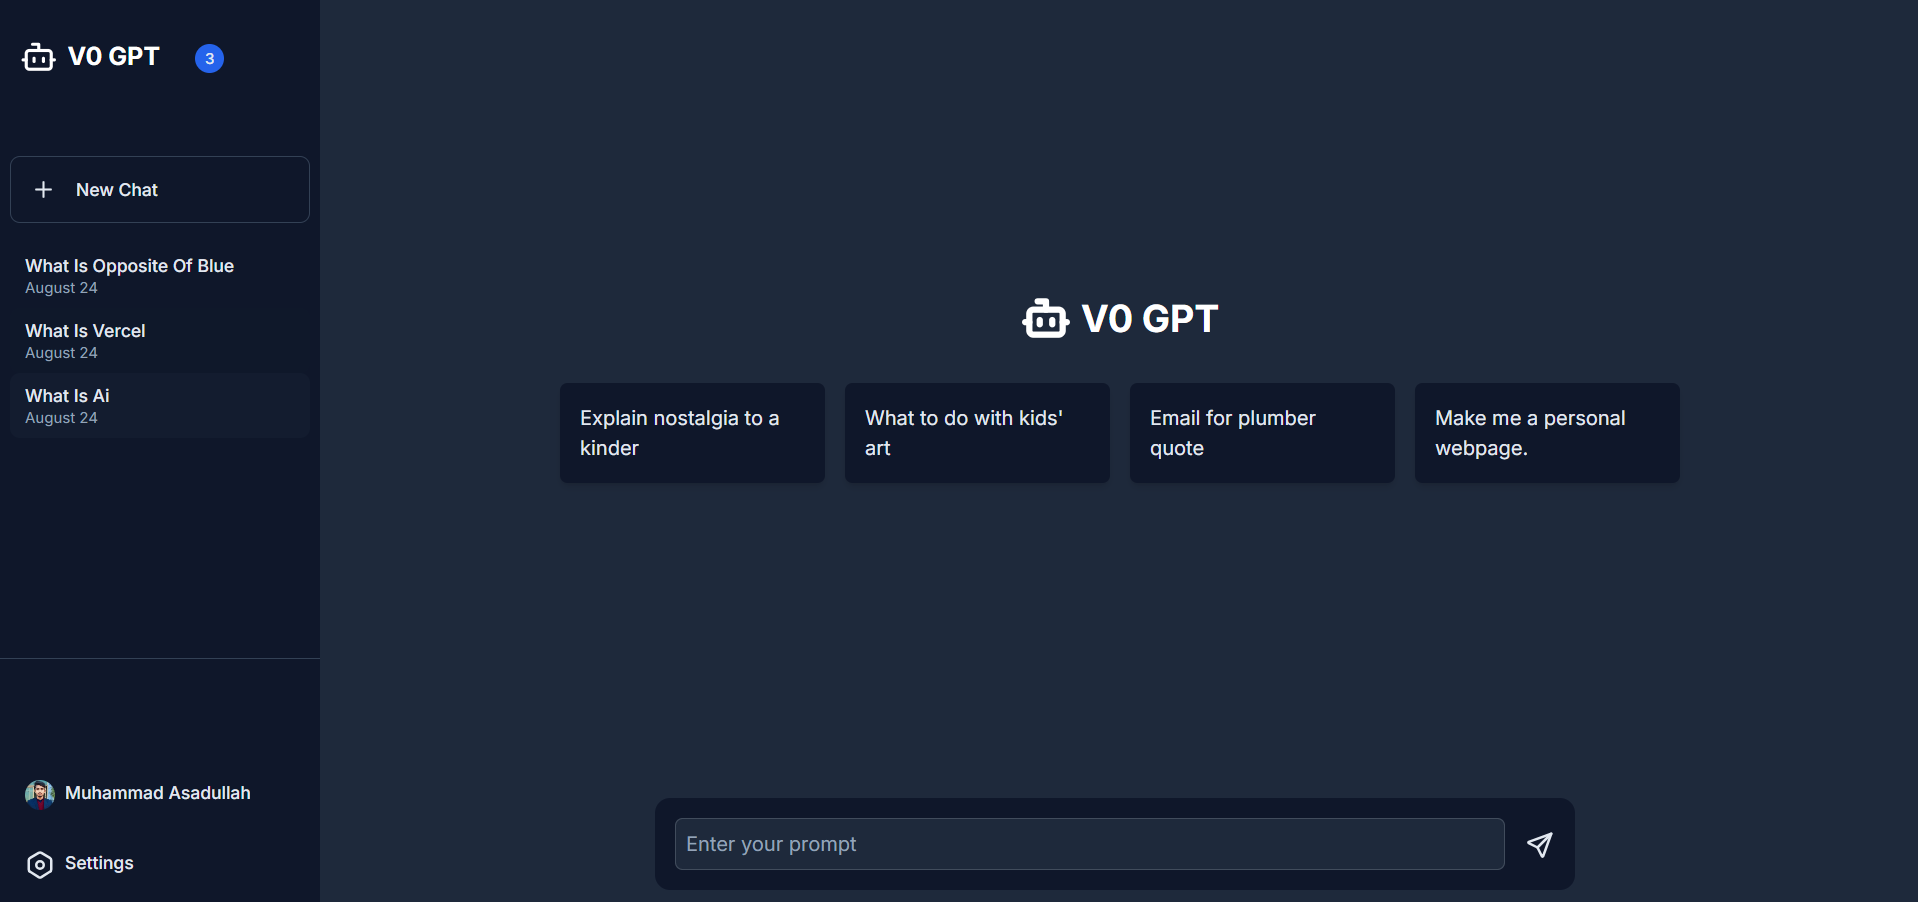 V0 GPT
3
New Chat
What Is Opposite Of Blue
August 24
What Is Vercel
August 24
What Is Ai
August 24
Muhammad Asadullah
Settings
V0 GPT
Explain nostalgia to a
kinder
What to do with kids'
art
Email for plumber
quote
Make me a personal
webpage.
Enter your prompt